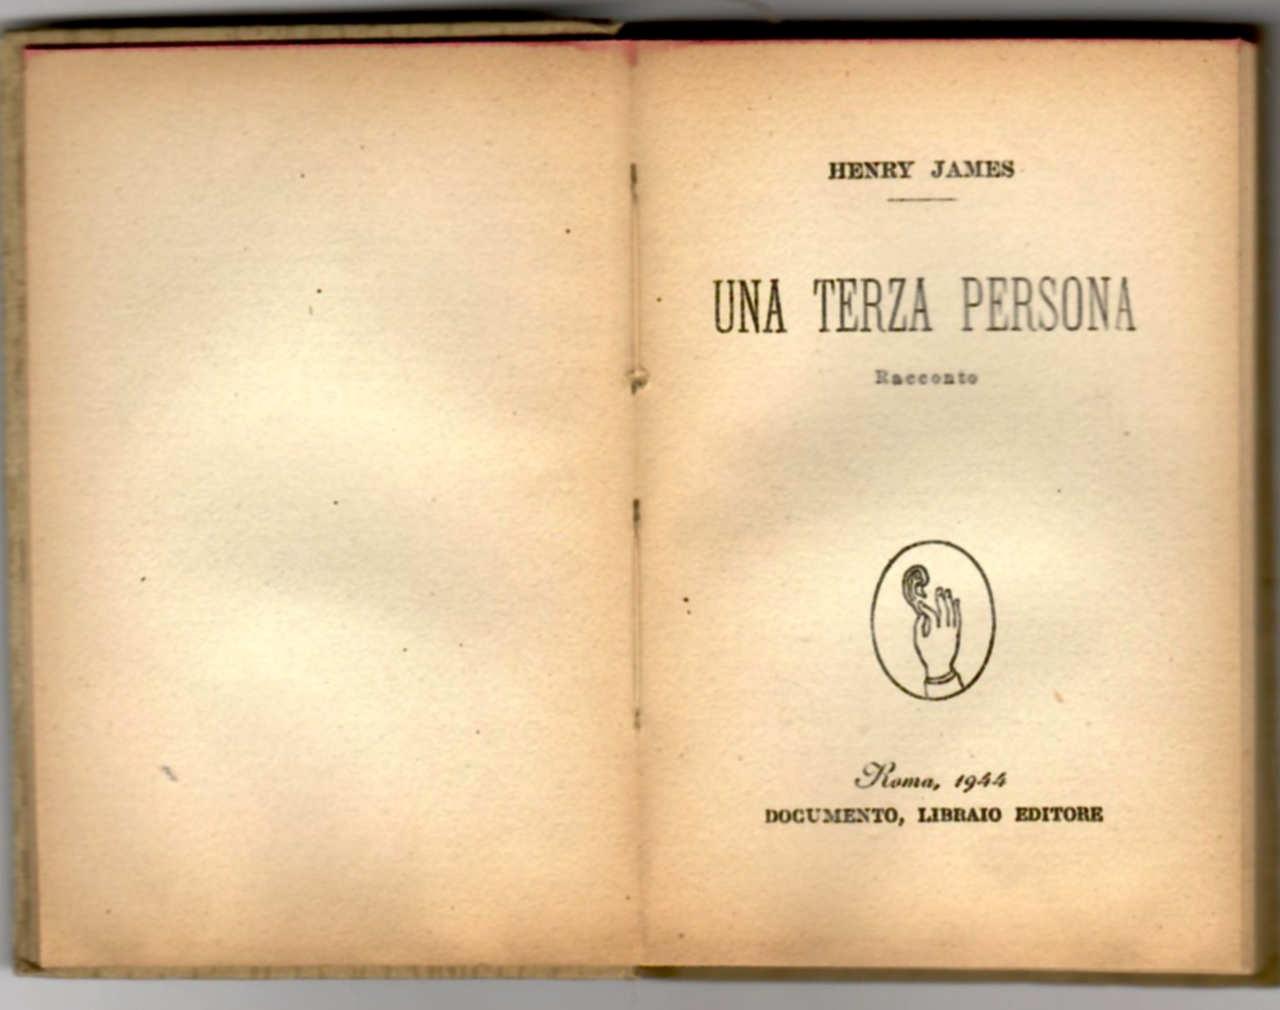 HENRY JAMES
UNA TERZA PERSONA
Racconto
Roma, 1944
DOCUMENTO, LIBRAIO EDITORE